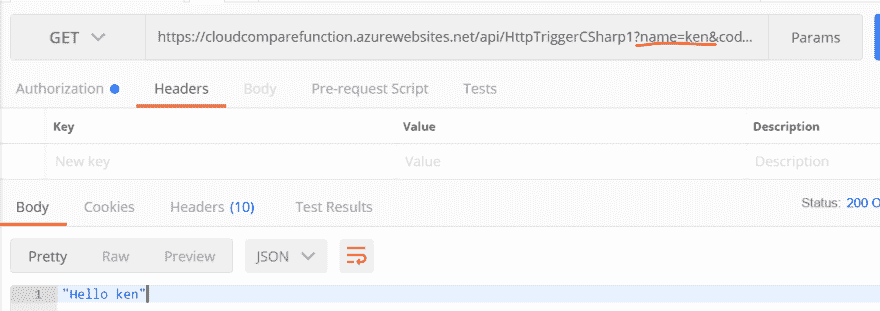 GET https://cloudcomparefunction.azurewebsites.net/api/HttpTriggerCSharp1?name=ken&cod... Params
Authorization Headers Body Pre-request Script Tests
Key Value Description
New key Value Description
Body Cookies Headers (10) Test Results Status: 200 O
Pretty Raw Preview JSON
1 "Hello ken"